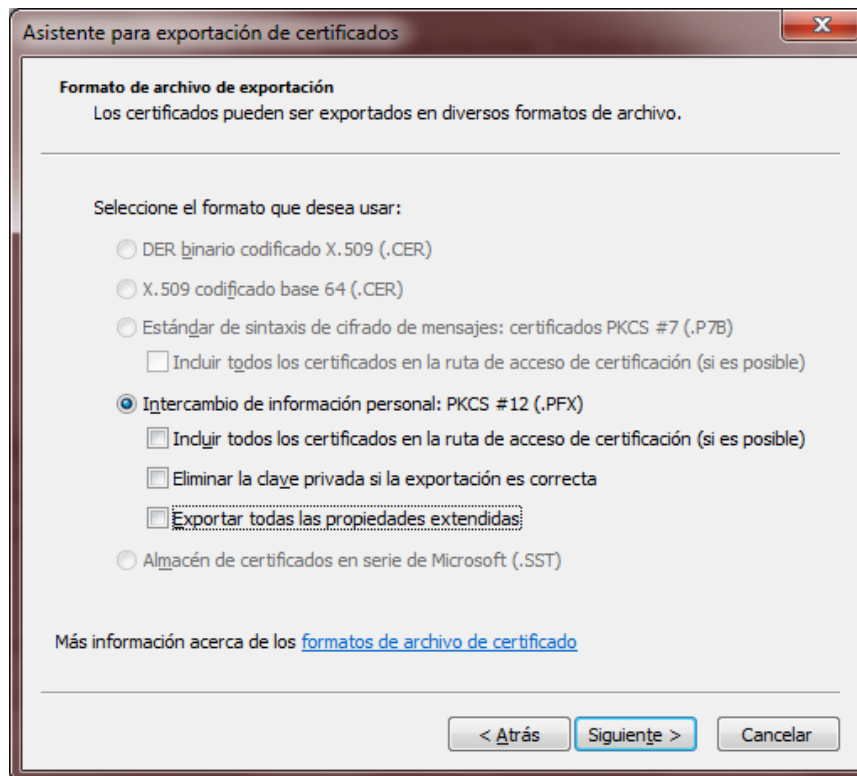 Asistente para exportación de certificados
Formato de archivo de exportación
Los certificados pueden ser exportados en diversos formatos de archivo.
Seleccione el formato que desea usar:
DER binario codificado X.509 (.CER)
X.509 codificado base 64 (.CER)
Estándar de sintaxis de cifrado de mensajes: certificados PKCS #7 (.P7B)
Incluir todos los certificados en la ruta de acceso de certificación (si es posible)
Intercambio de información personal: PKCS #12 (.PFX)
Incluir todos los certificados en la ruta de acceso de certificación (si es posible)
Eliminar la clave privada si la exportación es correcta
Exportar todas las propiedades extendidas
Almacén de certificados en serie de Microsoft (.SST)
Más información acerca de los formatos de archivo de certificado
< Atrás Siguiente > Cancelar